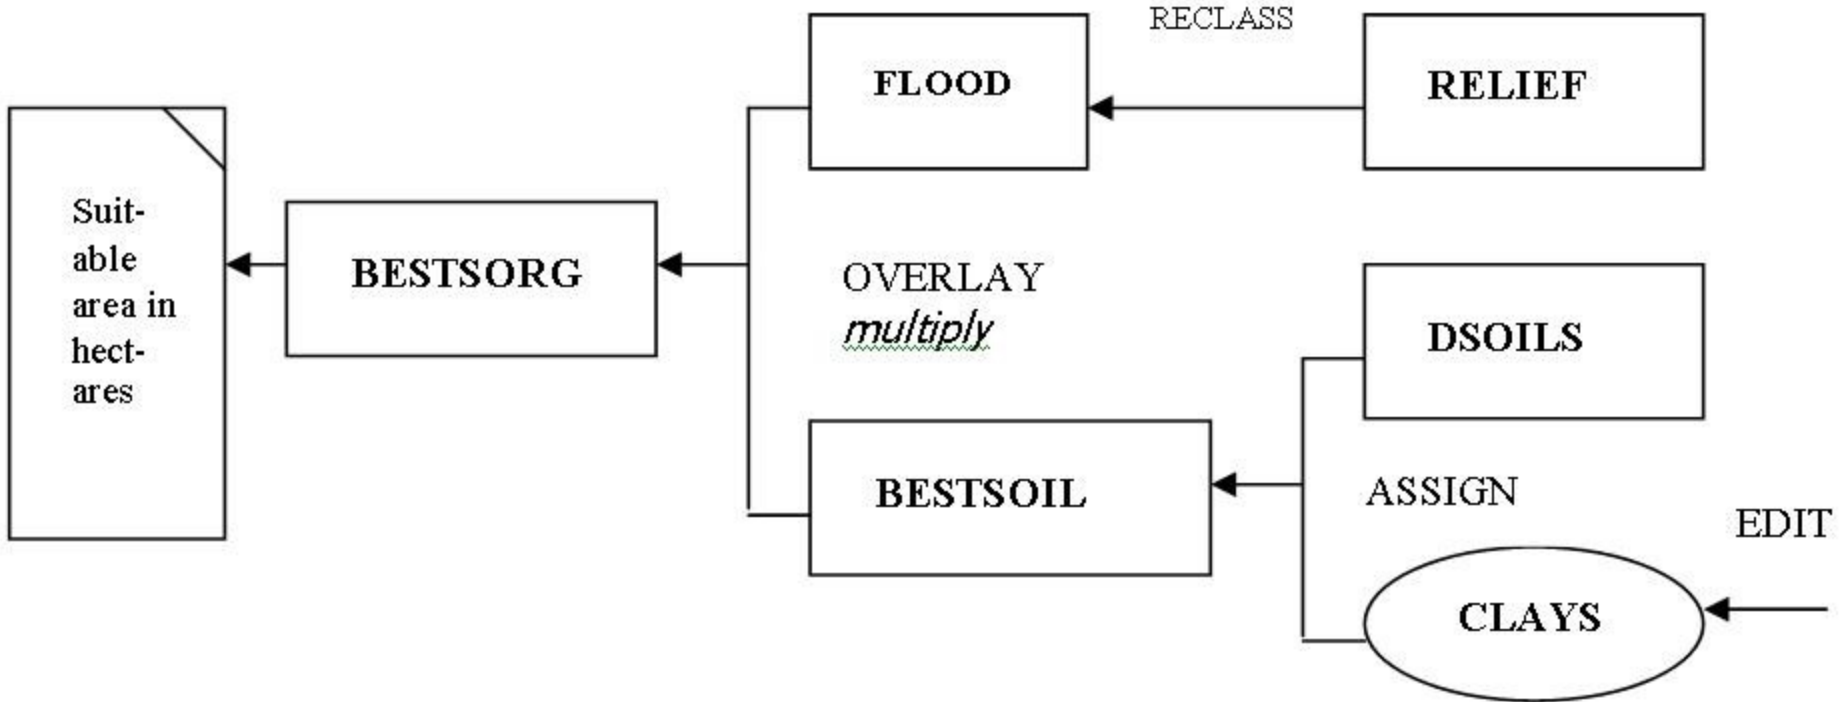 RECLASS
FLOOD
RELIEF
Suit-
able
area in
hect-
ares
BESTSORG
OVERLAY
multiply
DSOILS
BESTSOIL
ASSIGN
EDIT
CLAYS